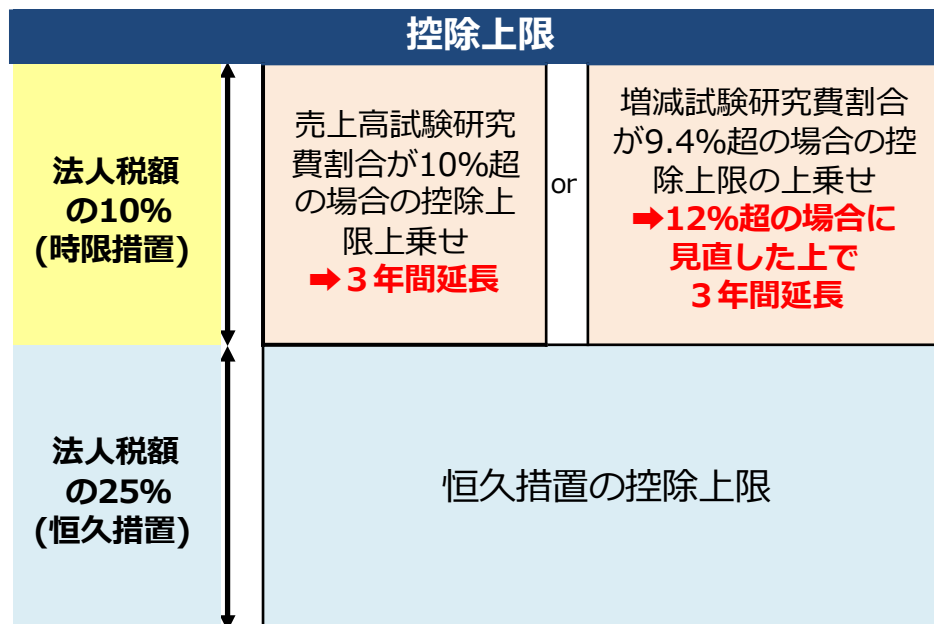 控除上限
法人税額
の10%
(時限措置)
売上高試験研究
費割合が10%超
の場合の控除上
限上乗せ
➡３年間延長
or
増減試験研究費割合
が9.4%超の場合の控
除上限の上乗せ
➡12%超の場合に
見直した上で
３年間延長
法人税額
の25%
(恒久措置)
恒久措置の控除上限